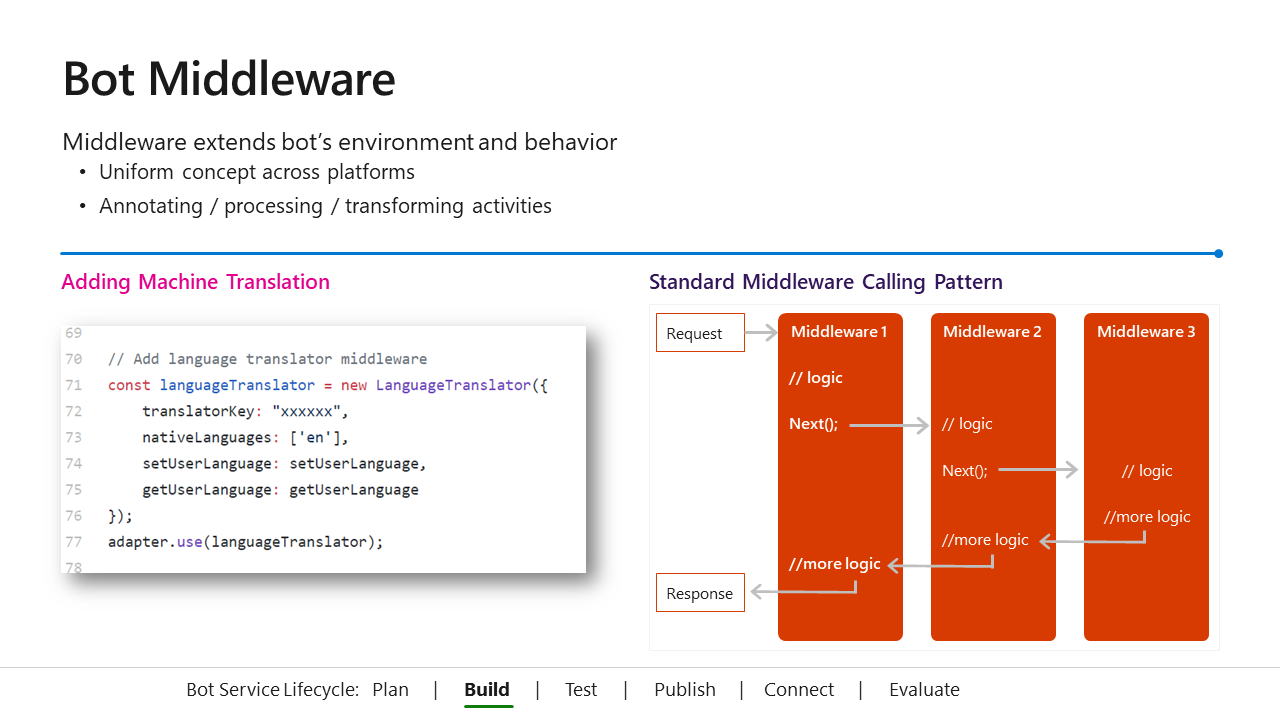 Bot Middleware
Middleware extends bot's environment and behavior
• Uniform concept across platforms
• Annotating / processing / transforming activities
Adding Machine Translation
69
70 // Add language translator middleware
71 const languageTranslator = new LanguageTranslator({
72 translatorKey: "xxxxxx",
73 nativeLanguages: ['en'],
74 setUserLanguage: setUserLanguage,
75 getUserLanguage: getUserLanguage
76 });
77 adapter.use(languageTranslator);
78
Standard Middleware Calling Pattern
Request
Middleware 1
// logic
Next();
//more logic
Middleware 2
// logic
Next();
//more logic
Middleware 3
// logic
//more logic
Response
Bot Service Lifecycle: Plan | Build | Test | Publish | Connect | Evaluate